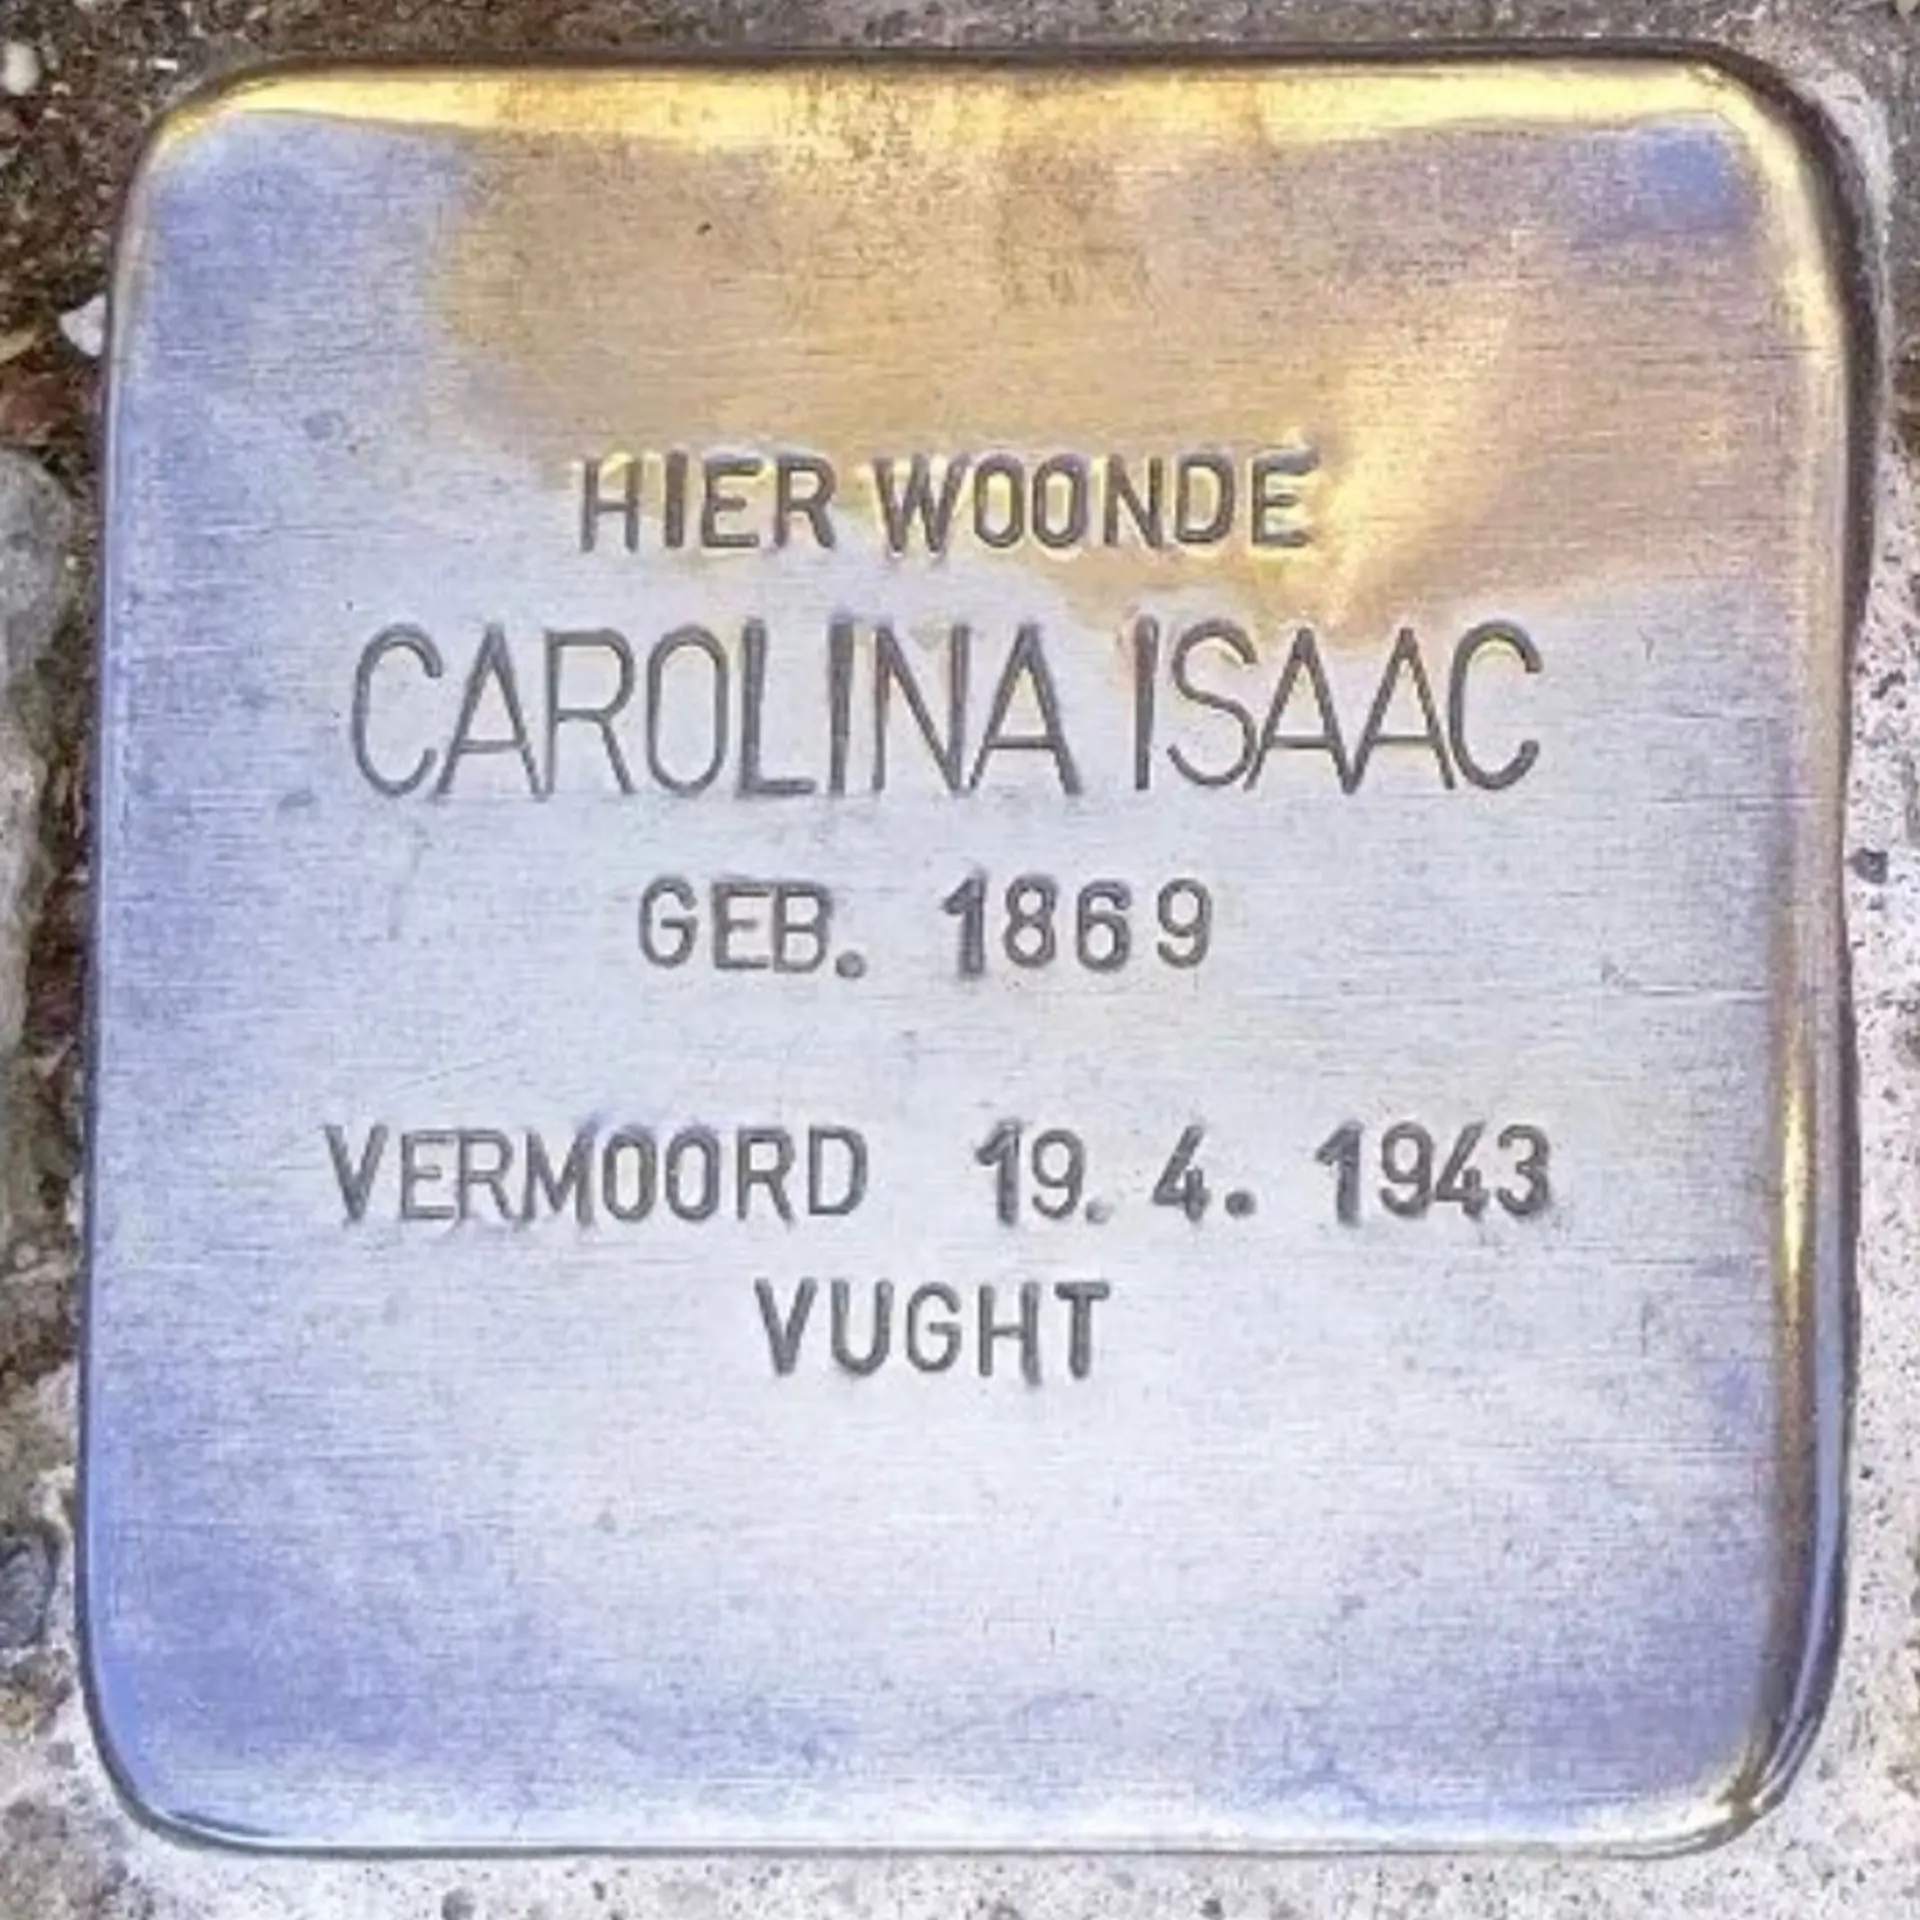 HIER WOONDE
CAROLINA ISAAC
GEB. 1869
VERMOORD 19. 4. 1943
VUGHT